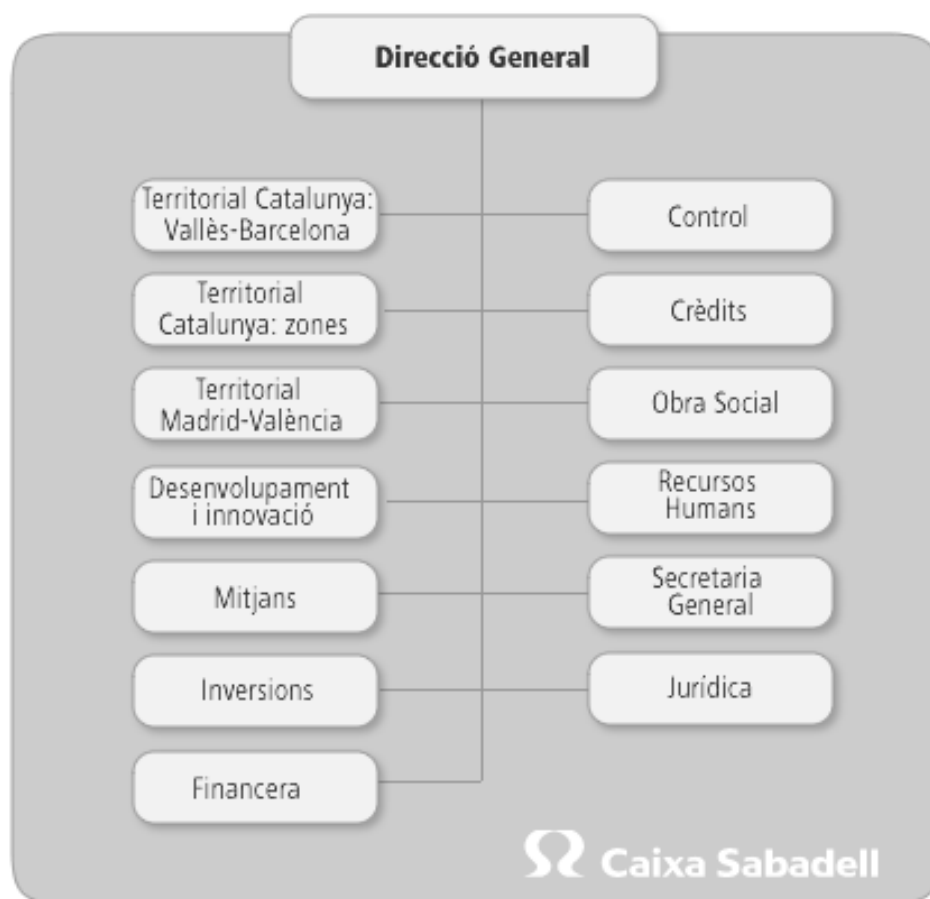 Direcció General
Territorial Catalunya:
Vallès-Barcelona
Control
Territorial
Catalunya: zones
Crèdits
Territorial
Madrid-València
Obra Social
Desenvolupament
i innovació
Recursos
Humans
Mitjans
Secretaria
General
Inversions
Jurídica
Financera
Caixa Sabadell